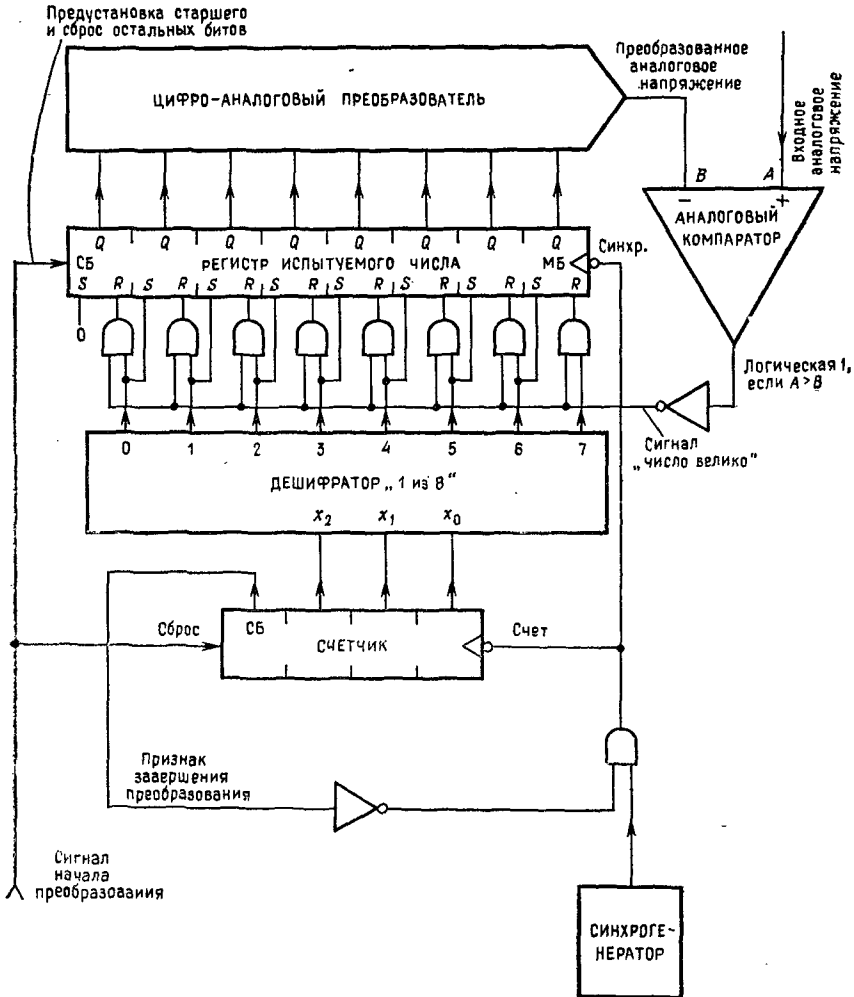 Предустановка старшего
и сброс остальных битов
Преобразованное
аналоговое
напряжение
Входное
аналоговое
напряжение
ЦИФРО-АНАЛОГОВЫЙ ПРЕОБРАЗОВАТЕЛЬ
B A
− +
АНАЛОГОВЫЙ
КОМПАРАТОР
Q Q Q Q Q Q Q Q
Синхр.
СБ РЕГИСТР ИСПЫТУЕМОГО ЧИСЛА МБ
S R S R S R S R S R S R S R S R
0
Логическая 1,
если A > B
Сигнал
„число велико"
0 1 2 3 4 5 6 7
ДЕШИФРАТОР „1 из 8"
x2 x1 x0
Сброс
СБ
СЧЕТЧИК
Счет
Признак
завершения
преобразования
Сигнал
начала
преобразования
СИНХРОГЕ-
НЕРАТОР